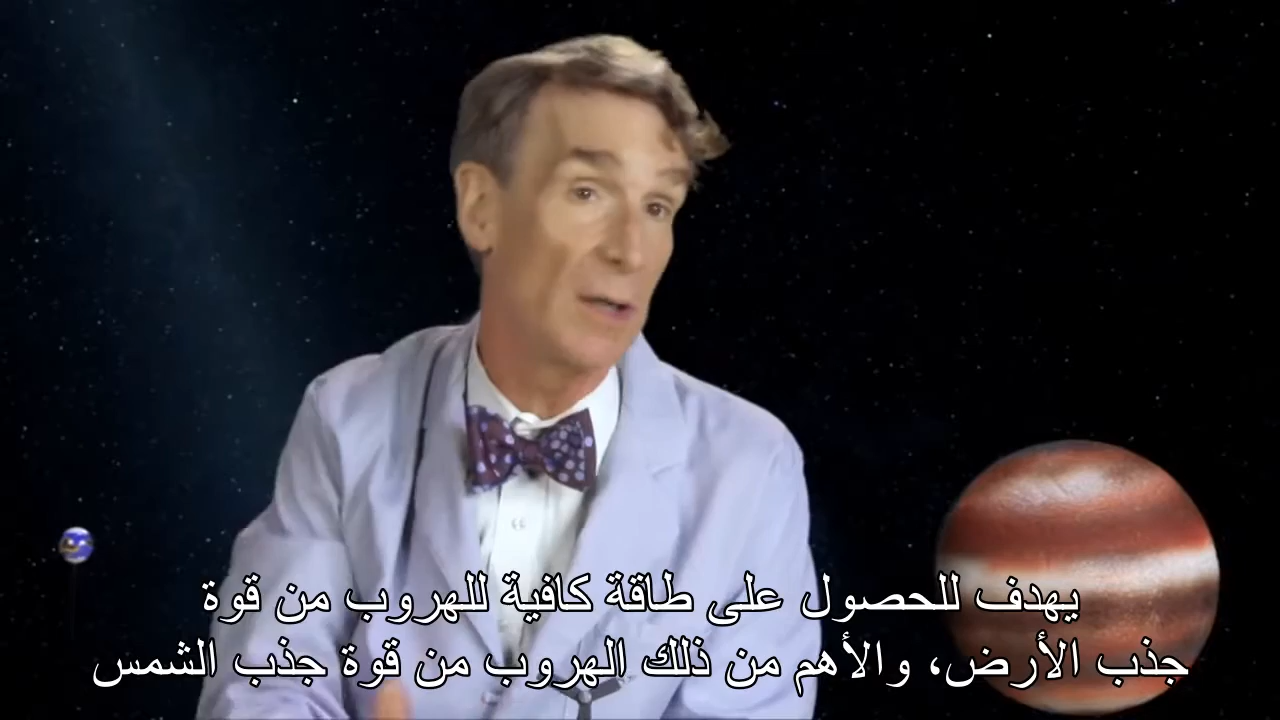 يهدف للحصول على طاقة كافية للهروب من قوة
جذب الأرض، والأهم من ذلك الهروب من قوة جذب الشمس